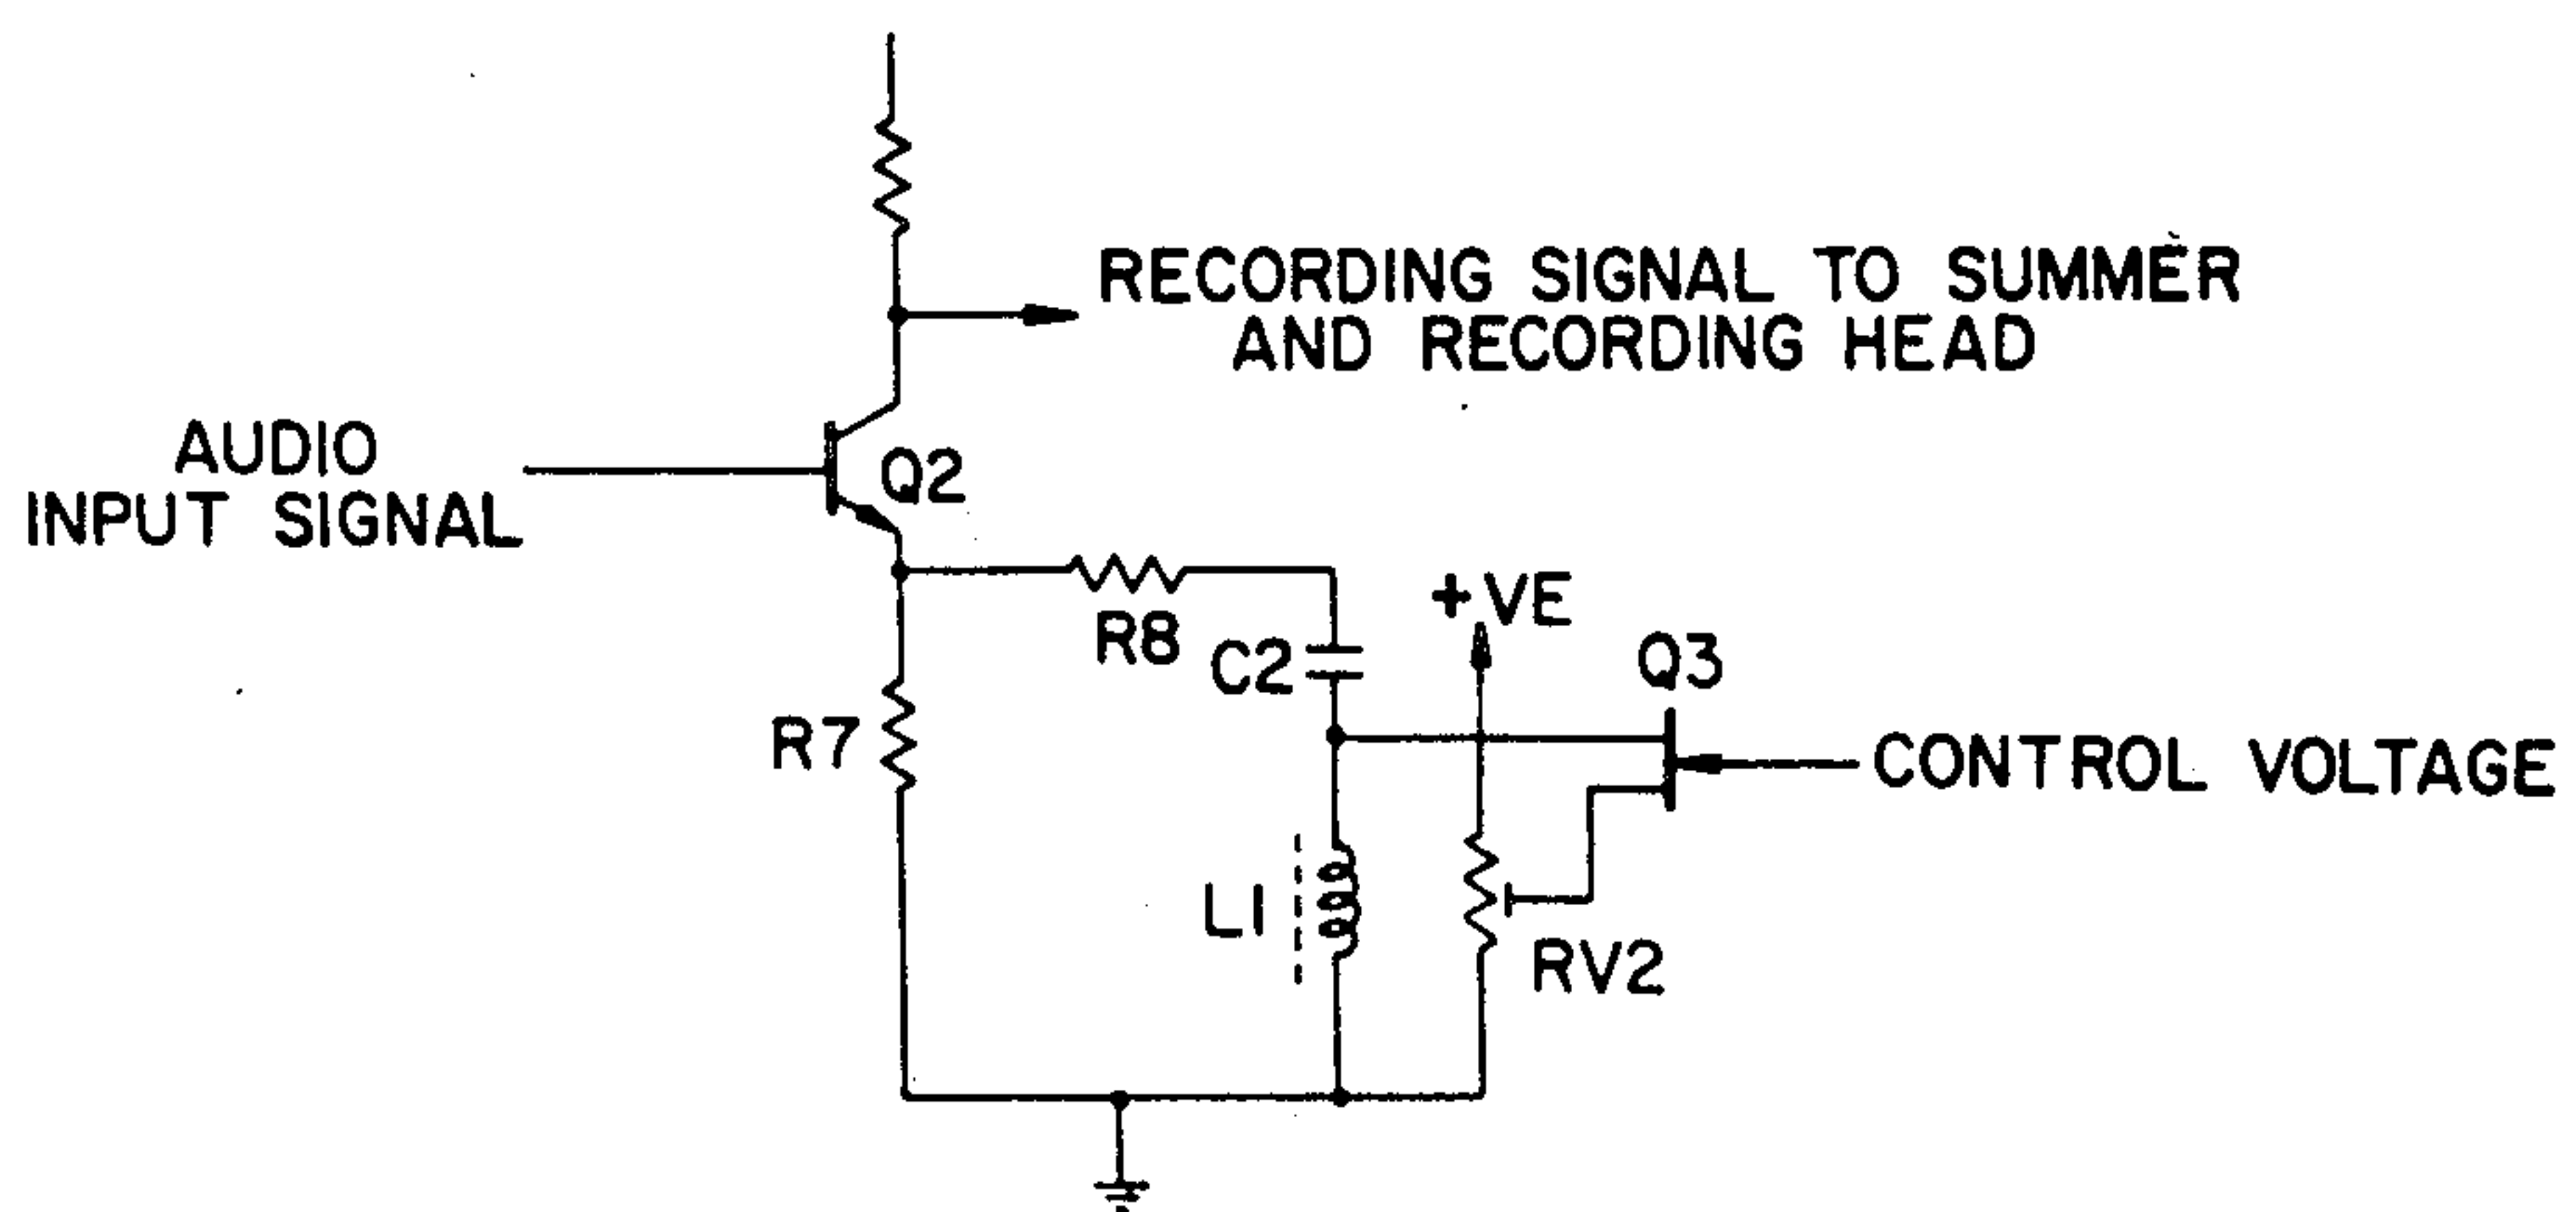 RECORDING SIGNAL TO SUMMER
AND RECORDING HEAD
AUDIO
INPUT SIGNAL
Q2
+VE
R8
C2
Q3
R7
CONTROL VOLTAGE
L1
RV2